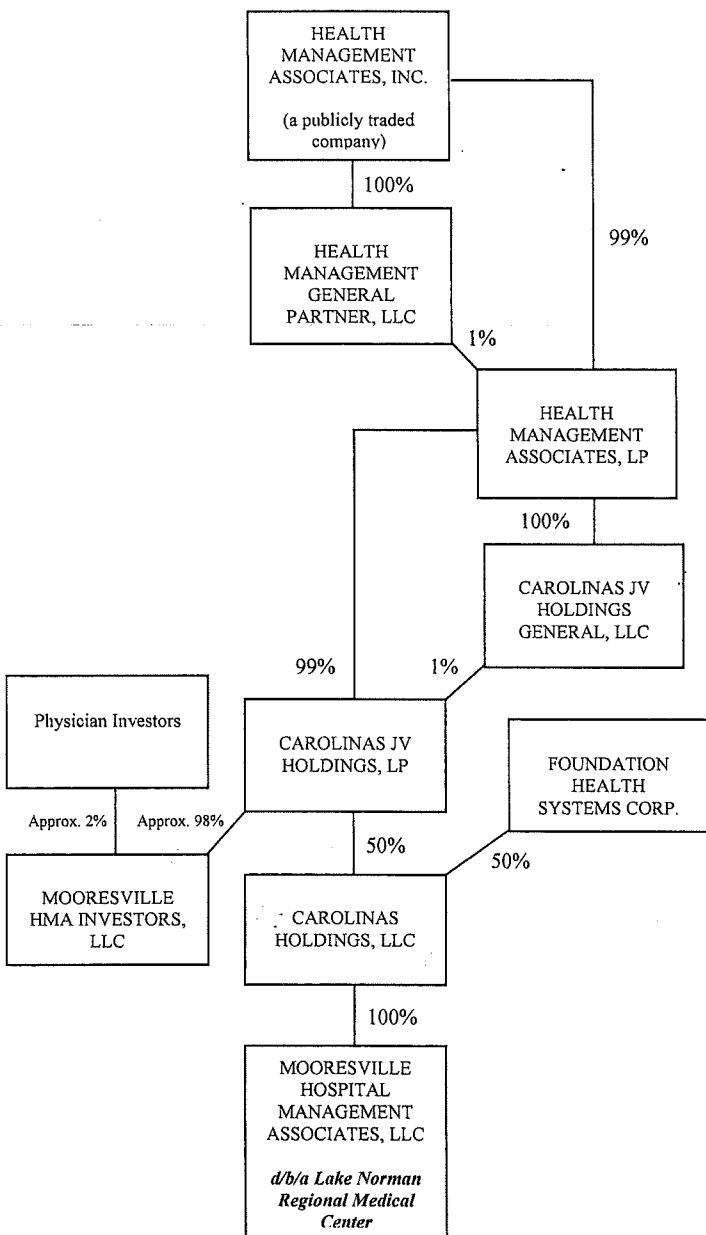 HEALTH
MANAGEMENT
ASSOCIATES, INC.
(a publicly traded
company)
100%
99%
HEALTH
MANAGEMENT
GENERAL
PARTNER, LLC
1%
HEALTH
MANAGEMENT
ASSOCIATES, LP
100%
CAROLINAS JV
HOLDINGS
GENERAL, LLC
99%
1%
Physician Investors
CAROLINAS JV
HOLDINGS, LP
FOUNDATION
HEALTH
SYSTEMS CORP.
Approx. 2%
Approx. 98%
50%
50%
MOORESVILLE
HMA INVESTORS,
LLC
CAROLINAS
HOLDINGS, LLC
100%
MOORESVILLE
HOSPITAL
MANAGEMENT
ASSOCIATES, LLC
d/b/a Lake Norman
Regional Medical
Center